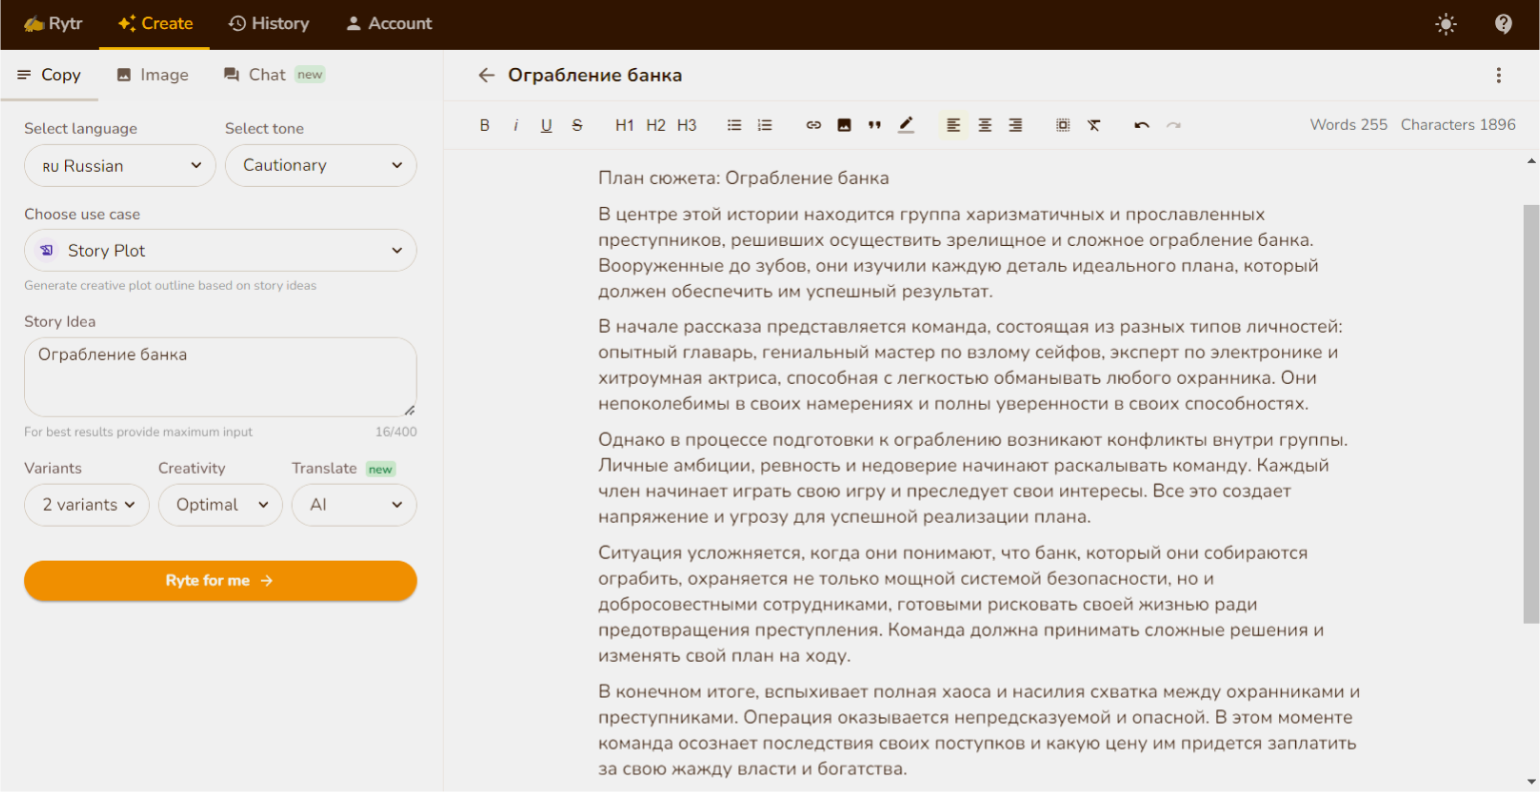 Rytr
Create
History
Account
Copy
Image
Chat new
Select language
Select tone
RU Russian
Cautionary
Choose use case
Story Plot
Generate creative plot outline based on story ideas
Story Idea
Ограбление банка
For best results provide maximum input
16/400
Variants
Creativity
Translate new
2 variants
Optimal
AI
Ryte for me →
← Ограбление банка
B i U S H1 H2 H3
Words 255 Characters 1896
План сюжета: Ограбление банка
В центре этой истории находится группа харизматичных и прославленных
преступников, решивших осуществить зрелищное и сложное ограбление банка.
Вооруженные до зубов, они изучили каждую деталь идеального плана, который
должен обеспечить им успешный результат.
В начале рассказа представляется команда, состоящая из разных типов личностей:
опытный главарь, гениальный мастер по взлому сейфов, эксперт по электронике и
хитроумная актриса, способная с легкостью обманывать любого охранника. Они
непоколебимы в своих намерениях и полны уверенности в своих способностях.
Однако в процессе подготовки к ограблению возникают конфликты внутри группы.
Личные амбиции, ревность и недоверие начинают раскалывать команду. Каждый
член начинает играть свою игру и преследует свои интересы. Все это создает
напряжение и угрозу для успешной реализации плана.
Ситуация усложняется, когда они понимают, что банк, который они собираются
ограбить, охраняется не только мощной системой безопасности, но и
добросовестными сотрудниками, готовыми рисковать своей жизнью ради
предотвращения преступления. Команда должна принимать сложные решения и
изменять свой план на ходу.
В конечном итоге, вспыхивает полная хаоса и насилия схватка между охранниками и
преступниками. Операция оказывается непредсказуемой и опасной. В этом моменте
команда осознает последствия своих поступков и какую цену им придется заплатить
за свою жажду власти и богатства.